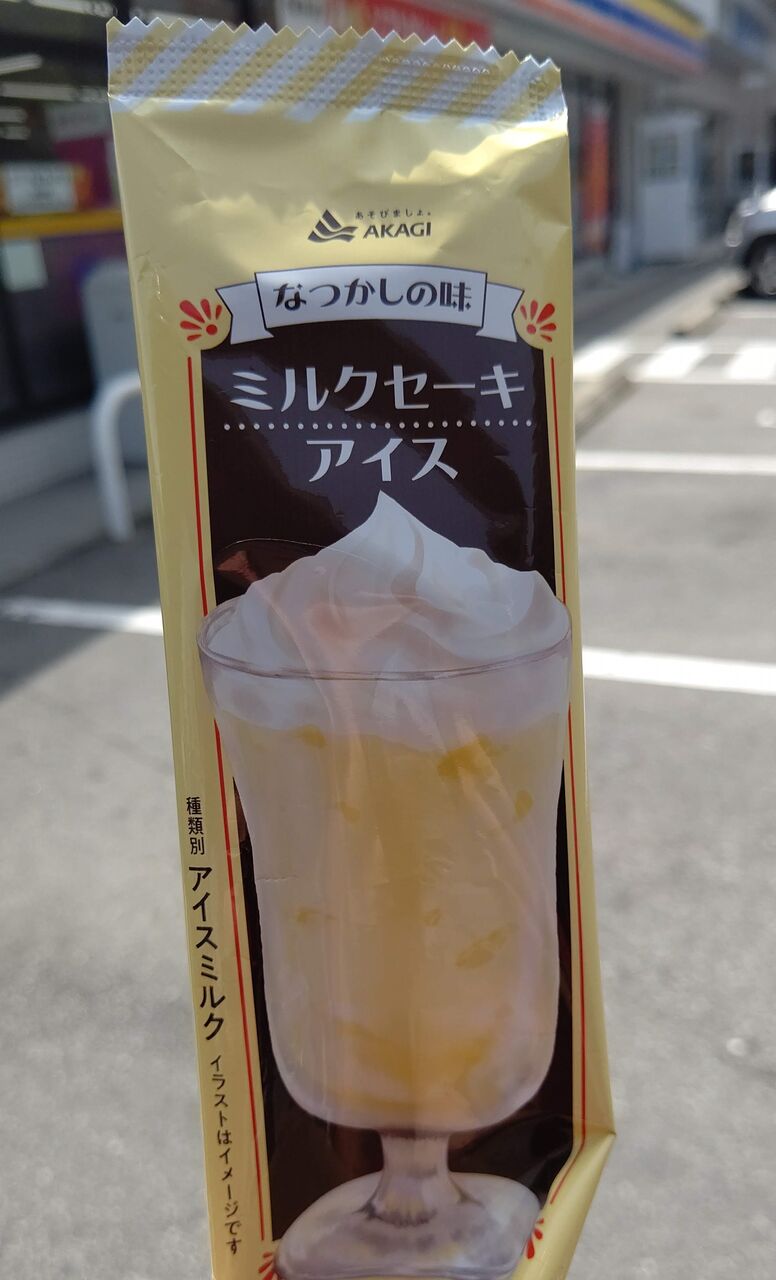 あそびましょ。
AKAGI
なつかしの味
ミルクセーキ
アイス
種類別 アイスミルク イラストはイメージです